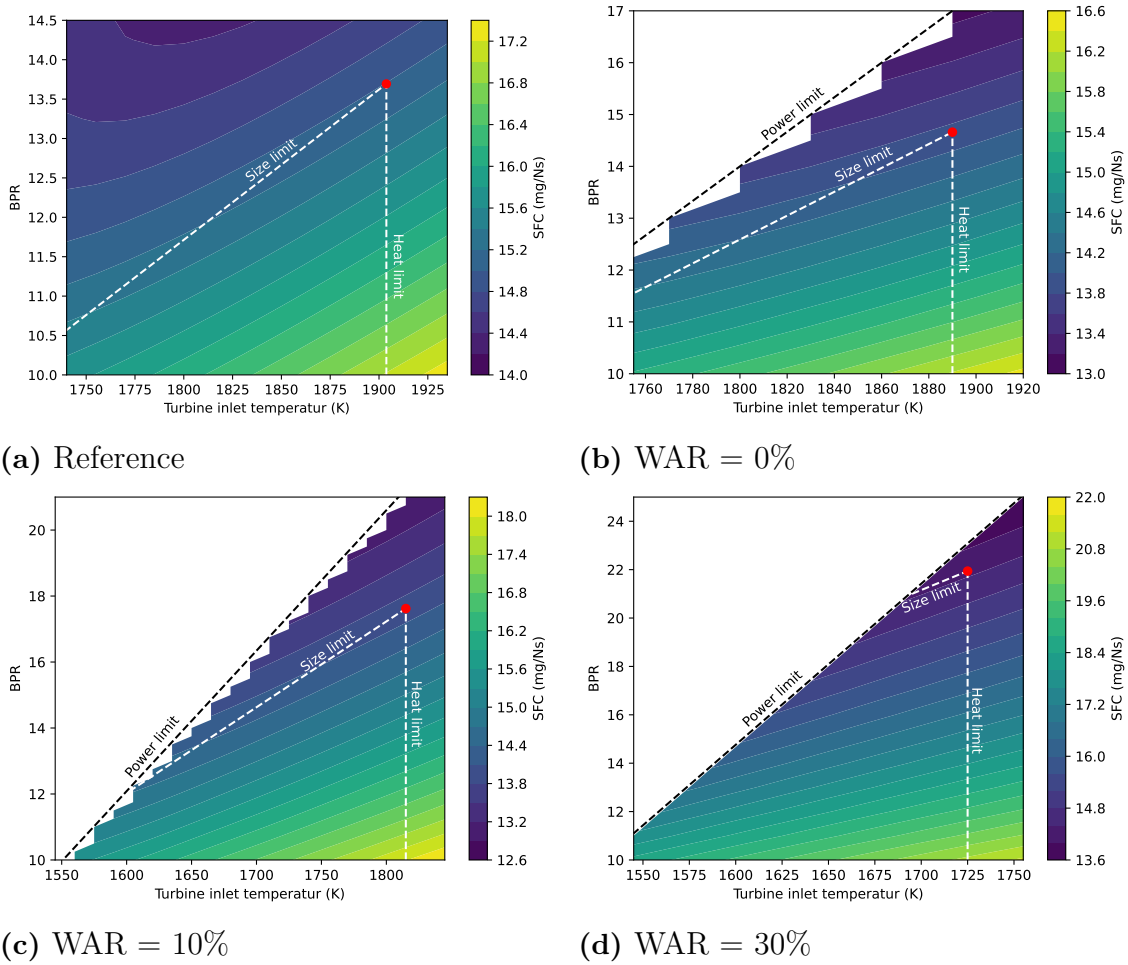 14.5
14.0
13.5
13.0
12.5
12.0
11.5
11.0
10.5
10.0
BPR
1750 1775 1800 1825 1850 1875 1900 1925
Turbine inlet temperatur (K)
Size limit
Heat limit
17.2
16.8
16.4
16.0
15.6
15.2
14.8
14.4
14.0
SFC (mg/Ns)
(a) Reference
17
16
15
14
13
12
11
10
BPR
1760 1780 1800 1820 1840 1860 1880 1900 1920
Turbine inlet temperatur (K)
Power limit
Size limit
Heat limit
16.6
16.2
15.8
15.4
15.0
14.6
14.2
13.8
13.4
13.0
SFC (mg/Ns)
(b) WAR = 0%
20
18
16
14
12
10
BPR
1550 1600 1650 1700 1750 1800
Turbine inlet temperatur (K)
Power limit
Size limit
Heat limit
18.0
17.4
16.8
16.2
15.6
15.0
14.4
13.8
13.2
12.6
SFC (mg/Ns)
(c) WAR = 10%
24
22
20
18
16
14
12
10
BPR
1550 1575 1600 1625 1650 1675 1700 1725 1750
Turbine inlet temperatur (K)
Power limit
Size limit
Heat limit
22.0
20.8
19.6
18.4
17.2
16.0
14.8
13.6
SFC (mg/Ns)
(d) WAR = 30%